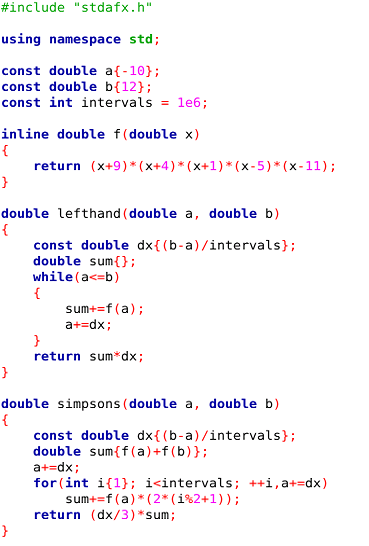 #include "stdafx.h"

using namespace std;

const double a{-10};
const double b{12};
const int intervals = 1e6;

inline double f(double x)
{
    return (x+9)*(x+4)*(x+1)*(x-5)*(x-11);
}

double lefthand(double a, double b)
{
    const double dx{(b-a)/intervals};
    double sum{};
    while(a<=b)
    {
        sum+=f(a);
        a+=dx;
    }
    return sum*dx;
}

double simpsons(double a, double b)
{
    const double dx{(b-a)/intervals};
    double sum{f(a)+f(b)};
    a+=dx;
    for(int i{1}; i<intervals; ++i,a+=dx)
        sum+=f(a)*(2*(i%2+1));
    return (dx/3)*sum;
}